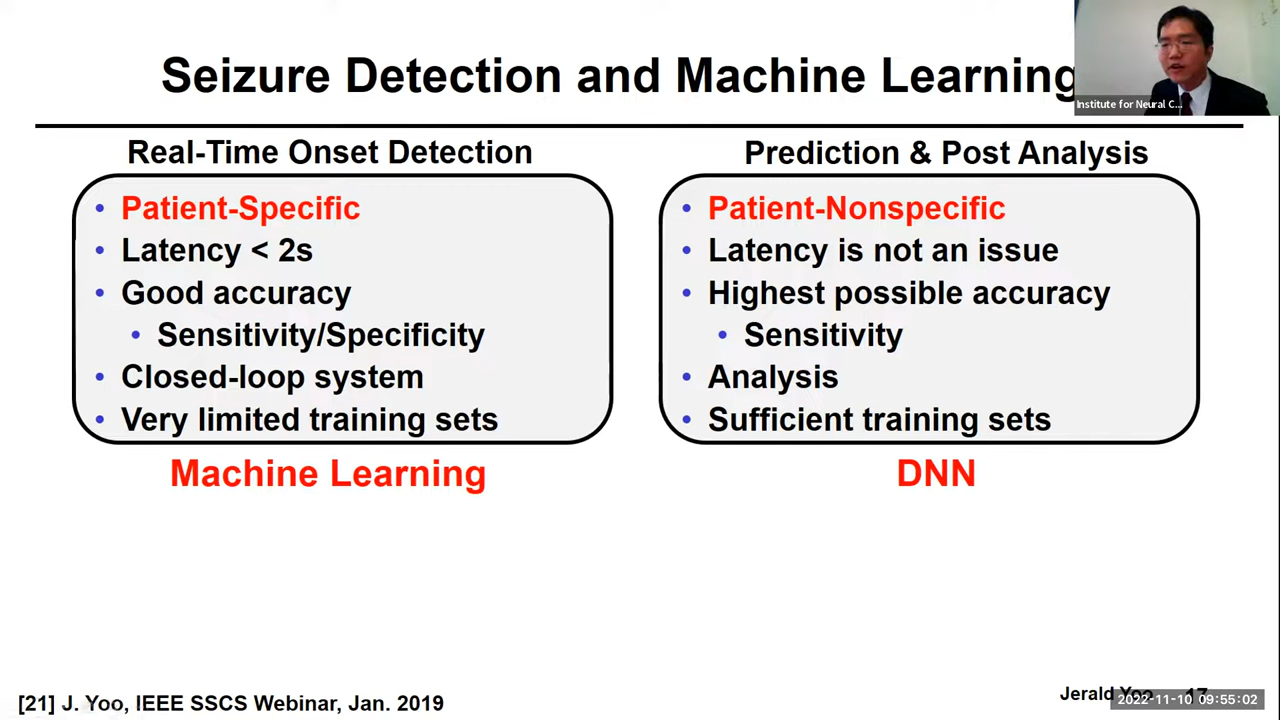 Seizure Detection and Machine Learning
Institute for Neural C...
Real-Time Onset Detection
• Patient-Specific
• Latency < 2s
• Good accuracy
• Sensitivity/Specificity
• Closed-loop system
• Very limited training sets
Machine Learning
Prediction & Post Analysis
• Patient-Nonspecific
• Latency is not an issue
• Highest possible accuracy
• Sensitivity
• Analysis
• Sufficient training sets
DNN
[21] J. Yoo, IEEE SSCS Webinar, Jan. 2019
Jerald Yoo 17
2022-11-10 09:55:02